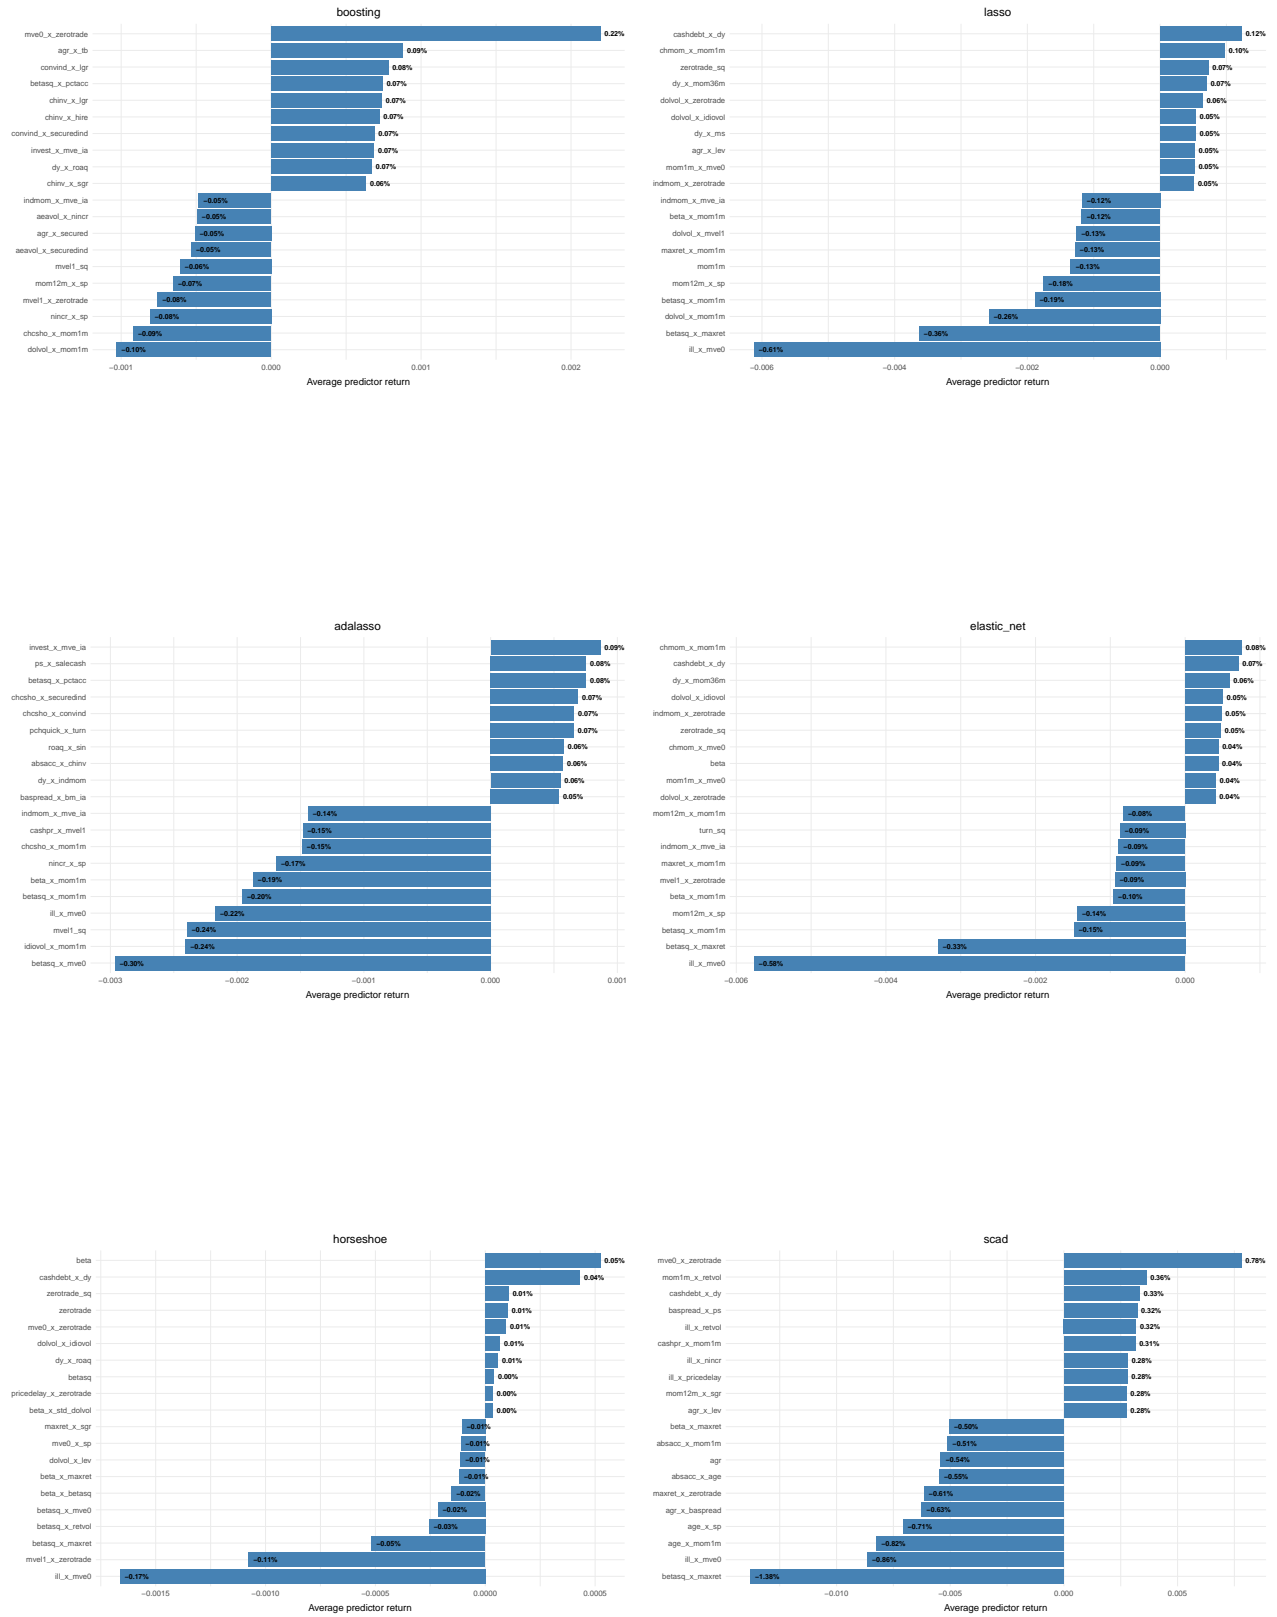 boosting
mve0_x_zerotrade 0.22%
agr_x_tb 0.09%
convind_x_lgr 0.08%
betasq_x_pctacc 0.07%
chinv_x_lgr 0.07%
chinv_x_hire 0.07%
convind_x_securedind 0.07%
invest_x_mve_ia 0.07%
dy_x_roaq 0.07%
chinv_x_sgr 0.06%
indmom_x_mve_ia −0.05%
aeavol_x_nincr −0.05%
agr_x_secured −0.05%
aeavol_x_securedind −0.05%
mvel1_sq −0.06%
mom12m_x_sp −0.07%
mvel1_x_zerotrade −0.08%
nincr_x_sp −0.08%
chcsho_x_mom1m −0.09%
dolvol_x_mom1m −0.10%
−0.001 0.000 0.001 0.002
Average predictor return
lasso
cashdebt_x_dy 0.12%
chmom_x_mom1m 0.10%
zerotrade_sq 0.07%
dy_x_mom36m 0.07%
dolvol_x_zerotrade 0.06%
dolvol_x_idiovol 0.05%
dy_x_ms 0.05%
agr_x_lev 0.05%
mom1m_x_mve0 0.05%
indmom_x_zerotrade 0.05%
indmom_x_mve_ia −0.12%
beta_x_mom1m −0.12%
dolvol_x_mvel1 −0.13%
maxret_x_mom1m −0.13%
mom1m −0.13%
mom12m_x_sp −0.18%
betasq_x_mom1m −0.19%
dolvol_x_mom1m −0.26%
betasq_x_maxret −0.36%
ill_x_mve0 −0.61%
−0.006 −0.004 −0.002 0.000
Average predictor return
adalasso
invest_x_mve_ia 0.09%
ps_x_salecash 0.08%
betasq_x_pctacc 0.08%
chcsho_x_securedind 0.07%
chcsho_x_convind 0.07%
pchquick_x_turn 0.07%
roaq_x_sin 0.06%
absacc_x_chinv 0.06%
dy_x_indmom 0.06%
baspread_x_bm_ia 0.05%
indmom_x_mve_ia −0.14%
cashpr_x_mvel1 −0.15%
chcsho_x_mom1m −0.15%
nincr_x_sp −0.17%
beta_x_mom1m −0.19%
betasq_x_mom1m −0.20%
ill_x_mve0 −0.22%
mvel1_sq −0.24%
idiovol_x_mom1m −0.24%
betasq_x_mve0 −0.30%
−0.003 −0.002 −0.001 0.000 0.001
Average predictor return
elastic_net
chmom_x_mom1m 0.08%
cashdebt_x_dy 0.07%
dy_x_mom36m 0.06%
dolvol_x_idiovol 0.05%
indmom_x_zerotrade 0.05%
zerotrade_sq 0.05%
chmom_x_mve0 0.04%
beta 0.04%
mom1m_x_mve0 0.04%
dolvol_x_zerotrade 0.04%
mom12m_x_mom1m −0.08%
turn_sq −0.09%
indmom_x_mve_ia −0.09%
maxret_x_mom1m −0.09%
mvel1_x_zerotrade −0.09%
beta_x_mom1m −0.10%
mom12m_x_sp −0.14%
betasq_x_mom1m −0.15%
betasq_x_maxret −0.33%
ill_x_mve0 −0.58%
−0.006 −0.004 −0.002 0.000
Average predictor return
horseshoe
beta 0.05%
cashdebt_x_dy 0.04%
zerotrade_sq 0.01%
zerotrade 0.01%
mve0_x_zerotrade 0.01%
dolvol_x_idiovol 0.01%
dy_x_roaq 0.01%
betasq 0.00%
pricedelay_x_zerotrade 0.00%
beta_x_std_dolvol 0.00%
maxret_x_sgr −0.01%
mve0_x_sp −0.01%
dolvol_x_lev −0.01%
beta_x_maxret −0.01%
beta_x_betasq −0.02%
betasq_x_mve0 −0.02%
betasq_x_retvol −0.03%
betasq_x_maxret −0.05%
mvel1_x_zerotrade −0.11%
ill_x_mve0 −0.17%
−0.0015 −0.0010 −0.0005 0.0000 0.0005
Average predictor return
scad
mve0_x_zerotrade 0.78%
mom1m_x_retvol 0.36%
cashdebt_x_dy 0.33%
baspread_x_ps 0.32%
ill_x_retvol 0.32%
cashpr_x_mom1m 0.31%
ill_x_nincr 0.28%
ill_x_pricedelay 0.28%
mom12m_x_sgr 0.28%
agr_x_lev 0.28%
beta_x_maxret −0.50%
absacc_x_mom1m −0.51%
agr −0.54%
absacc_x_age −0.55%
maxret_x_zerotrade −0.61%
agr_x_baspread −0.63%
age_x_sp −0.71%
age_x_mom1m −0.82%
ill_x_mve0 −0.86%
betasq_x_maxret −1.38%
−0.010 −0.005 0.000 0.005
Average predictor return